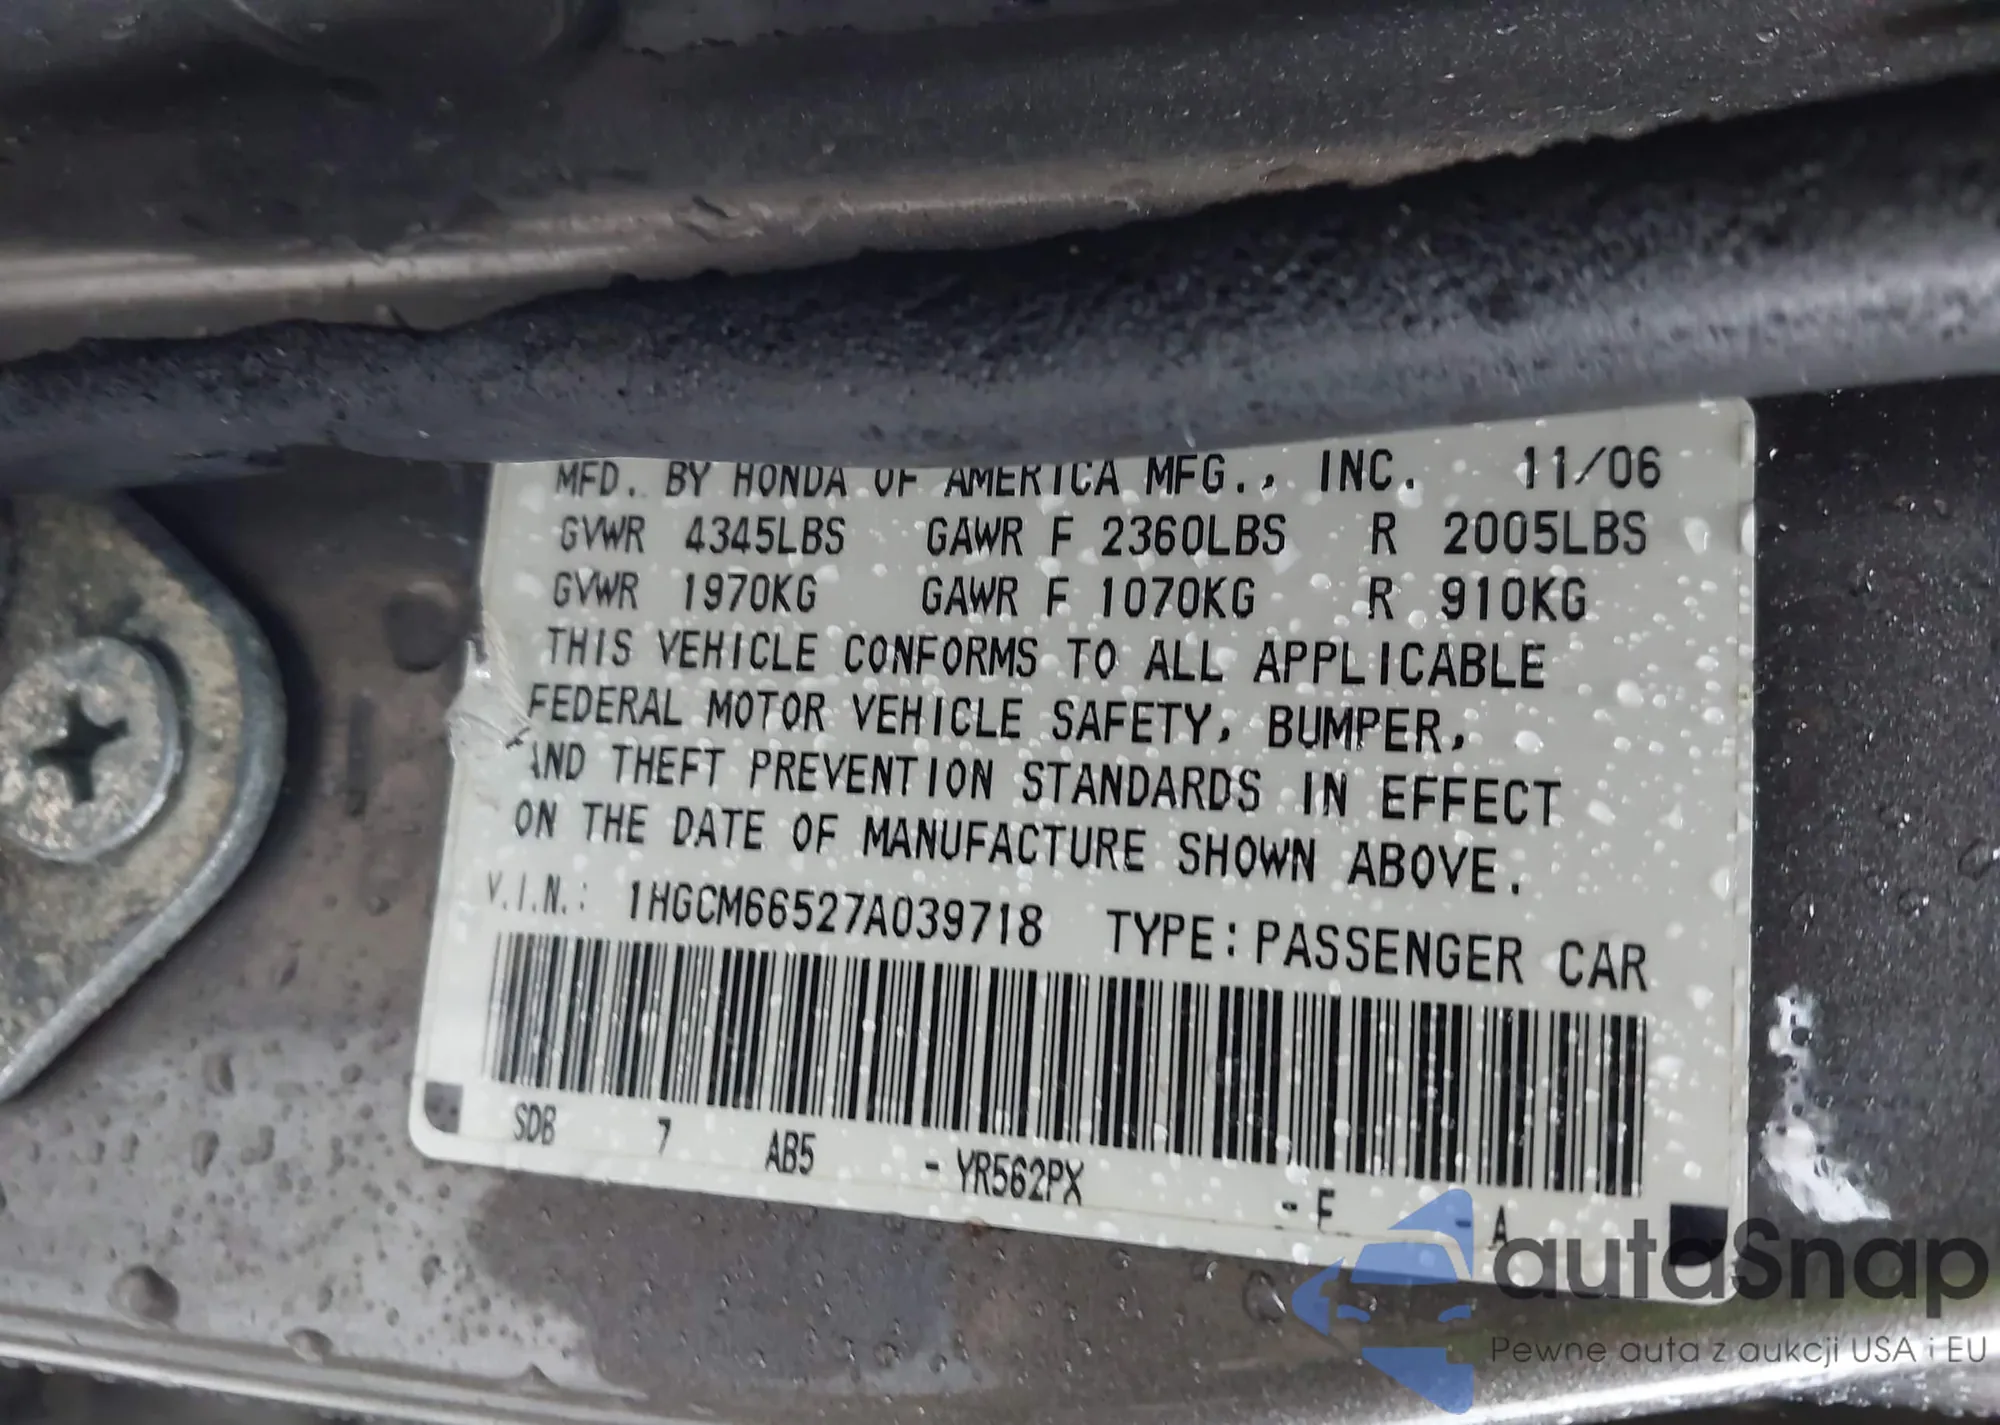 MFD. BY HONDA OF AMERICA MFG., INC. 11/06
GVWR 4345LBS GAWR F 2360LBS R 2005LBS
GVWR 1970KG GAWR F 1070KG R 910KG
THIS VEHICLE CONFORMS TO ALL APPLICABLE
FEDERAL MOTOR VEHICLE SAFETY, BUMPER,
AND THEFT PREVENTION STANDARDS IN EFFECT
ON THE DATE OF MANUFACTURE SHOWN ABOVE.
V.I.N.: 1HGCM66527A039718 TYPE: PASSENGER CAR
SDB 7 AB5 - YR562PX - F - A
autaSnap
Pewne auta z aukcji USA i EU